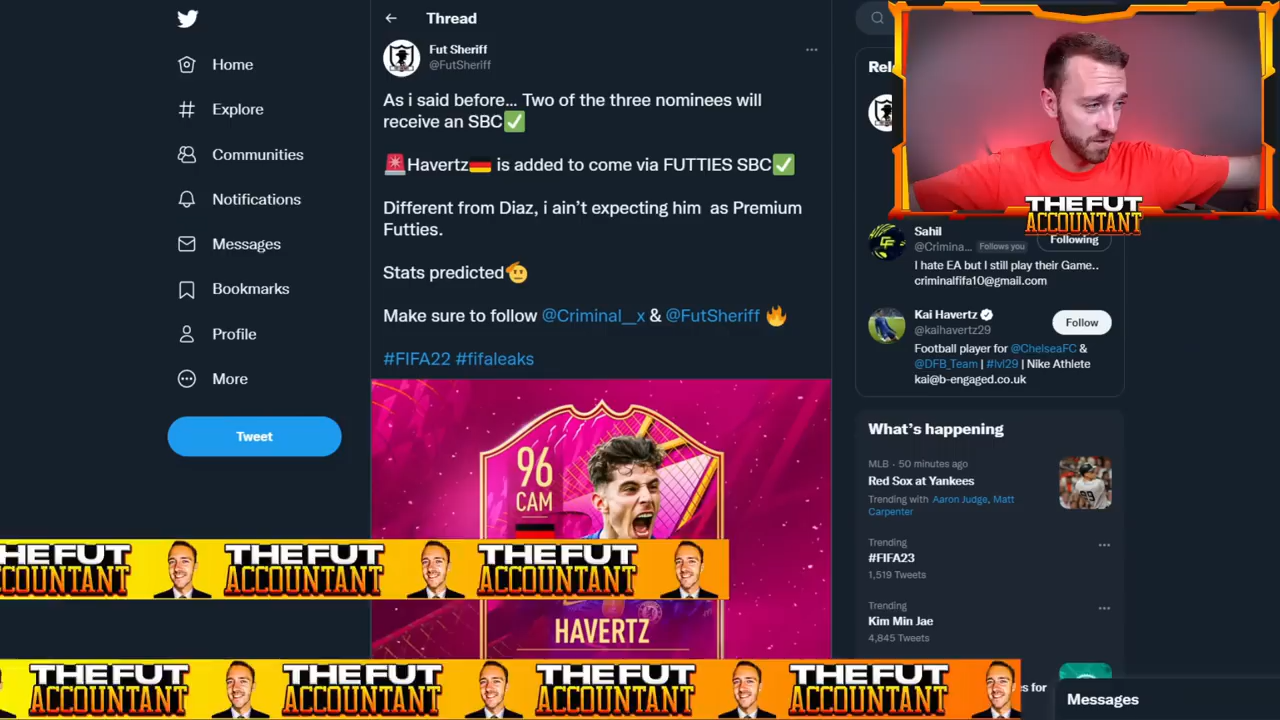 Home
Explore
Communities
Notifications
Messages
Bookmarks
Profile
More
Tweet
Thread
Fut Sheriff
@FutSheriff
As i said before... Two of the three nominees will
receive an SBC✅
🚨Havertz🇩🇪 is added to come via FUTTIES SBC✅
Different from Diaz, i ain't expecting him as Premium
Futties.
Stats predicted🫡
Make sure to follow @Criminal__x & @FutSheriff 🔥
#FIFA22 #fifaleaks
96
CAM
HAVERTZ
THE FUT
ACCOUNTANT
Sahil
@Crimina... Follows you
Following
I hate EA but I still play their Game..
criminalfifa10@gmail.com
Kai Havertz
@kaihavertz29
Follow
Football player for @ChelseaFC &
@DFB_Team | #lvl29 | Nike Athlete
kai@b-engaged.co.uk
What's happening
MLB · 50 minutes ago
Red Sox at Yankees
Trending with Aaron Judge, Matt
Carpenter
Trending
#FIFA23
1,519 Tweets
Trending
Kim Min Jae
4,845 Tweets
Messages
THE FUT THE FUT THE FUT
ACCOUNTANT ACCOUNTANT ACCOUNTANT
THE FUT THE FUT THE FUT THE FUT
ACCOUNTANT ACCOUNTANT ACCOUNTANT ACCOUNTANT